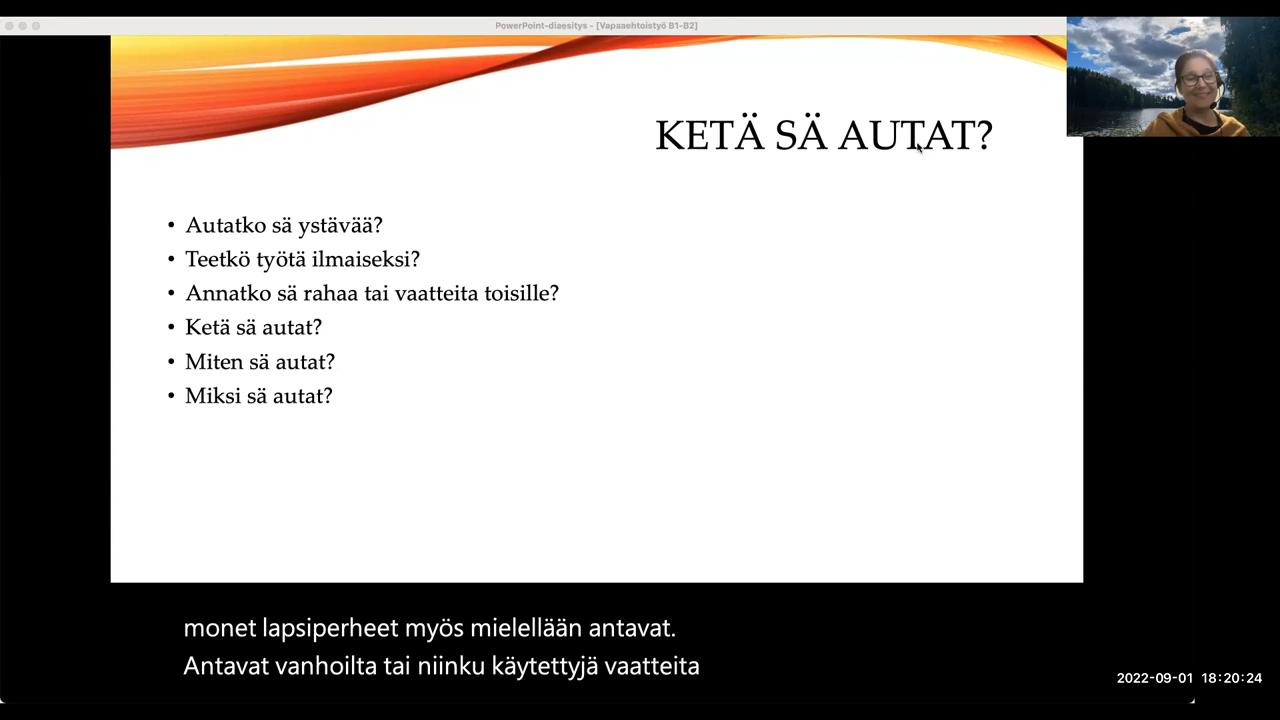 PowerPoint-diaesitys - [Vapaaehtoistyö B1-B2]
KETÄ SÄ AUTAT?
• Autatko sä ystävää?
• Teetkö työtä ilmaiseksi?
• Annatko sä rahaa tai vaatteita toisille?
• Ketä sä autat?
• Miten sä autat?
• Miksi sä autat?
monet lapsiperheet myös mielellään antavat.
Antavat vanhoilta tai niinku käytettyjä vaatteita
2022-09-01 18:20:24